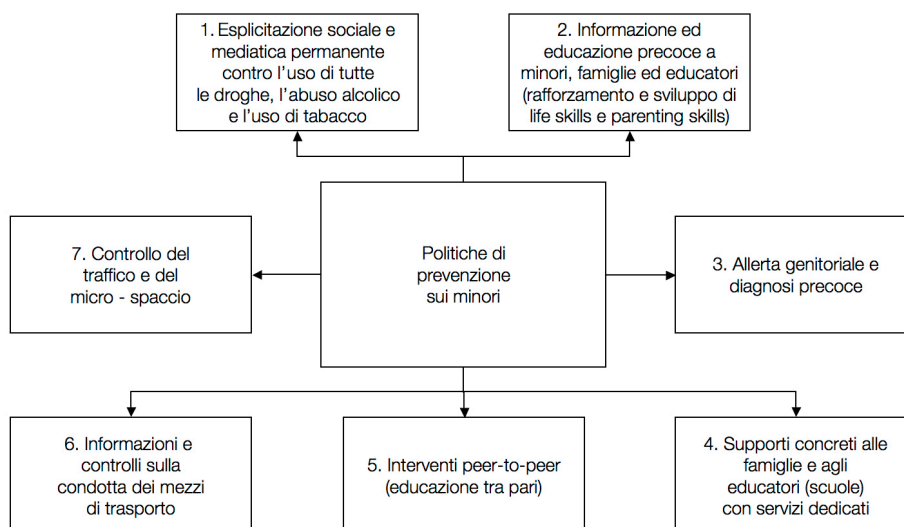 1. Esplicitazione sociale e
mediatica permanente
contro l'uso di tutte
le droghe, l'abuso alcolico
e l'uso di tabacco
2. Informazione ed
educazione precoce a
minori, famiglie ed educatori
(rafforzamento e sviluppo di
life skills e parenting skills)
7. Controllo del
traffico e del
micro - spaccio
Politiche di
prevenzione
sui minori
3. Allerta genitoriale e
diagnosi precoce
6. Informazioni e
controlli sulla
condotta dei mezzi
di trasporto
5. Interventi peer-to-peer
(educazione tra pari)
4. Supporti concreti alle
famiglie e agli
educatori (scuole)
con servizi dedicati